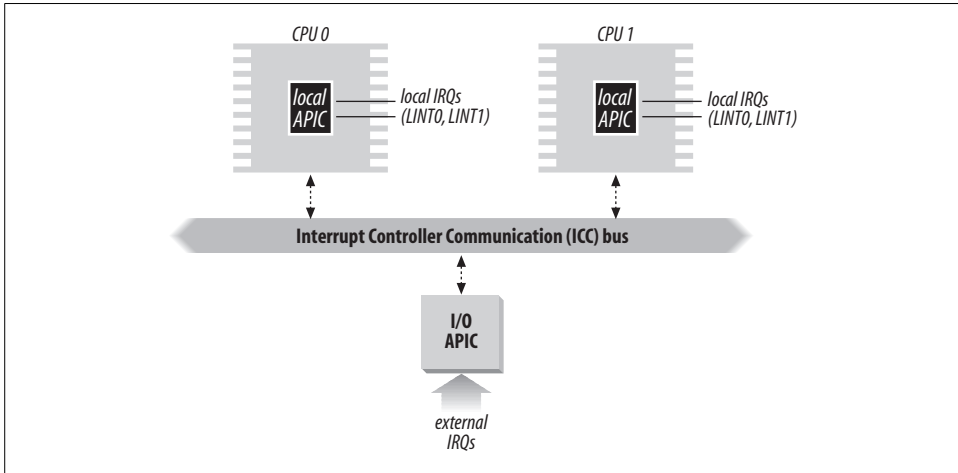 CPU 0
CPU 1
local
APIC
local IRQs
(LINT0, LINT1)
local
APIC
local IRQs
(LINT0, LINT1)
Interrupt Controller Communication (ICC) bus
I/O
APIC
external
IRQs